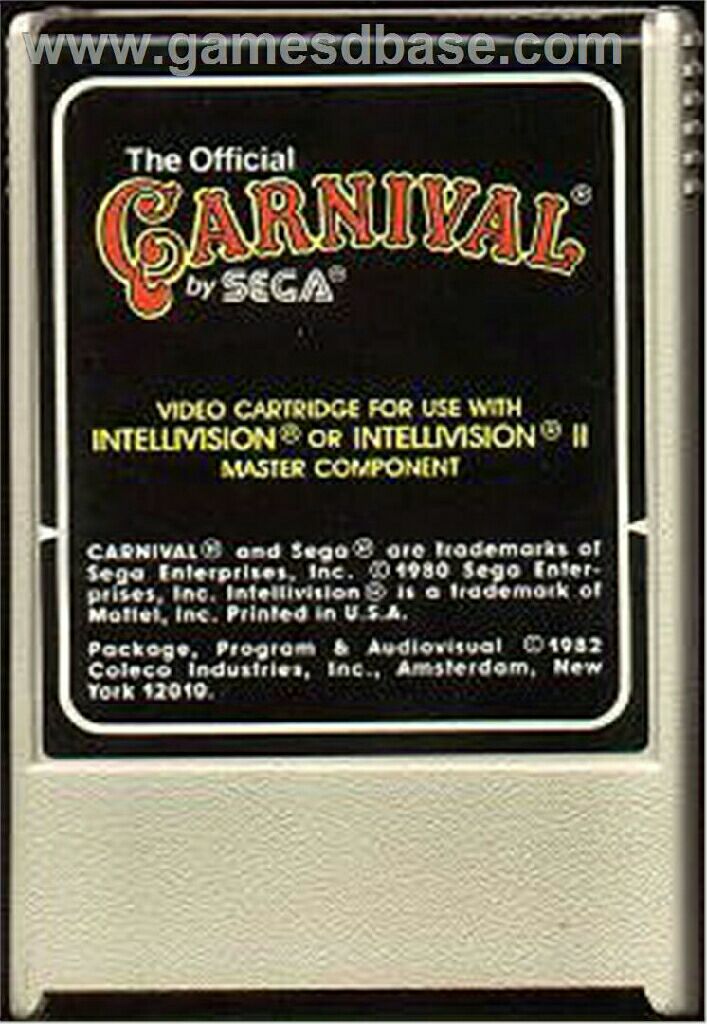 www.gamesdbase.com
The Official
CARNIVAL®
by SEGA®
VIDEO CARTRIDGE FOR USE WITH
INTELLIVISION® OR INTELLIVISION® II
MASTER COMPONENT
CARNIVAL® and Sega® are trademarks of
Sega Enterprises, Inc. ©1980 Sega Enter-
prises, Inc. Intellivision® is a trademark of
Mattel, Inc. Printed in U.S.A.
Package, Program & Audiovisual ©1982
Coleco Industries, Inc., Amsterdam, New
York 12010.